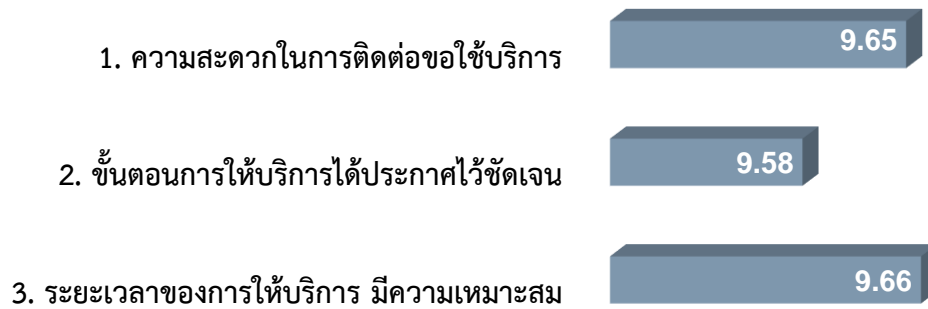 9.65
1. ความสะดวกในการติดต่อขอใช้บริการ
9.58
2. ขั้นตอนการให้บริการได้ประกาศไว้ชัดเจน
9.66
3. ระยะเวลาของการให้บริการ มีความเหมาะสม